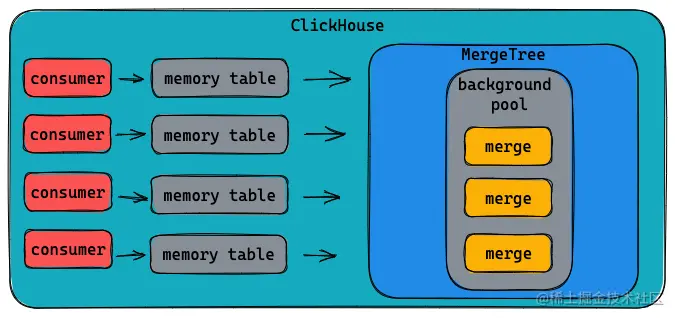 ClickHouse
MergeTree
consumer
memory table
background
pool
consumer
memory table
merge
consumer
memory table
merge
consumer
memory table
merge
@稀土掘金技术社区